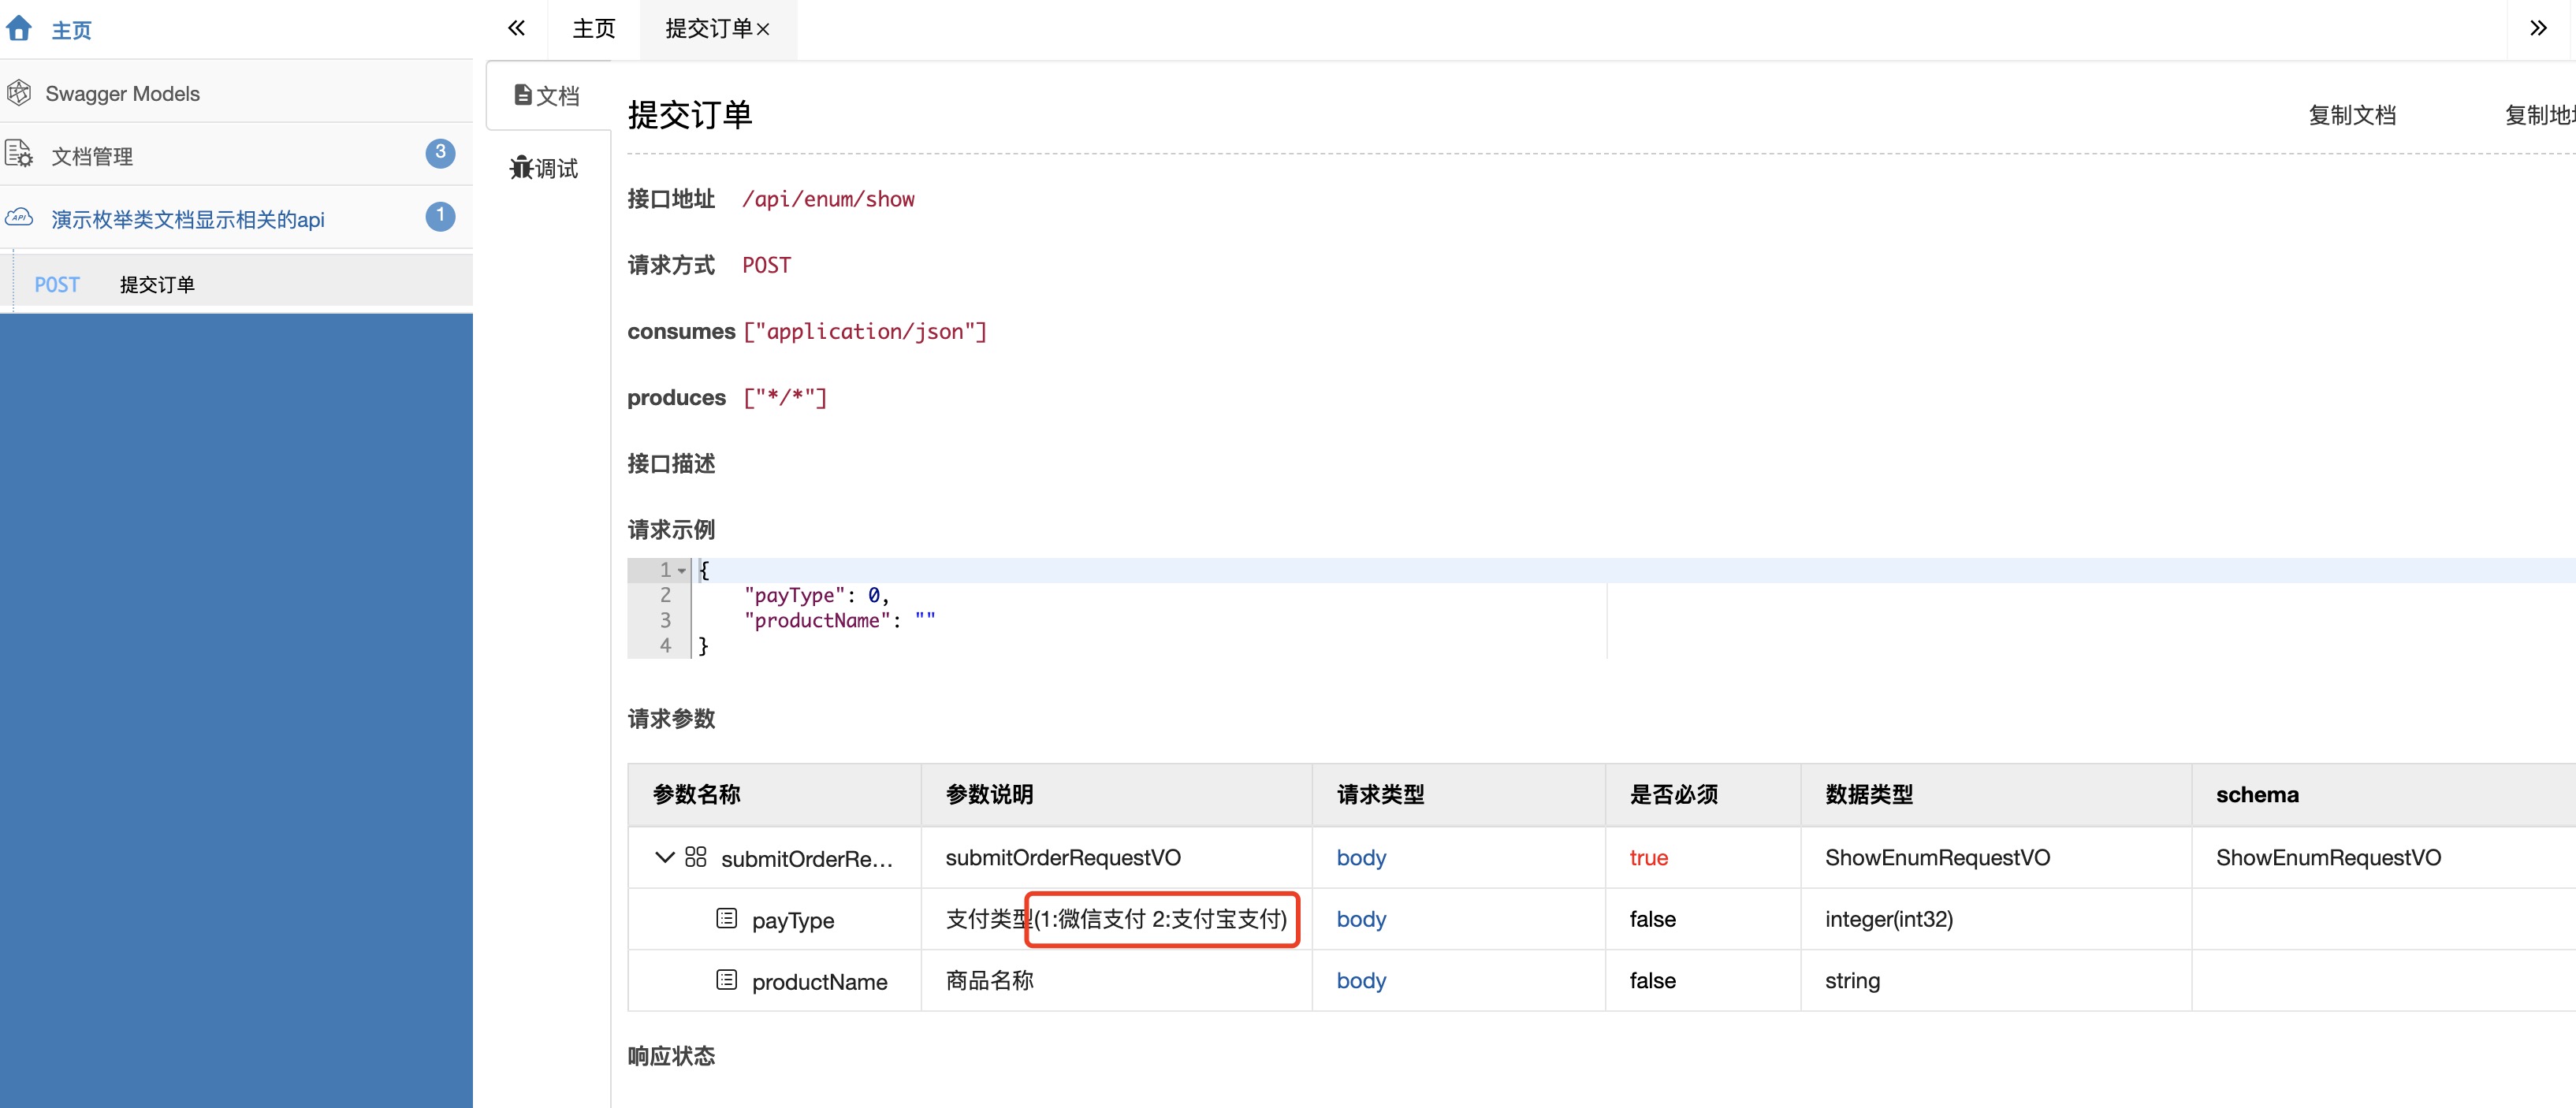 主页
Swagger Models
文档管理 3
演示枚举类文档显示相关的api 1
POST 提交订单
主页 提交订单×
文档
调试
提交订单 复制文档 复制地
接口地址 /api/enum/show
请求方式 POST
consumes ["application/json"]
produces ["*/*"]
接口描述
请求示例
1 {
2 "payType": 0,
3 "productName": ""
4 }
请求参数
参数名称 参数说明 请求类型 是否必须 数据类型 schema
submitOrderRe... submitOrderRequestVO body true ShowEnumRequestVO ShowEnumRequestVO
payType 支付类型(1:微信支付 2:支付宝支付) body false integer(int32)
productName 商品名称 body false string
响应状态